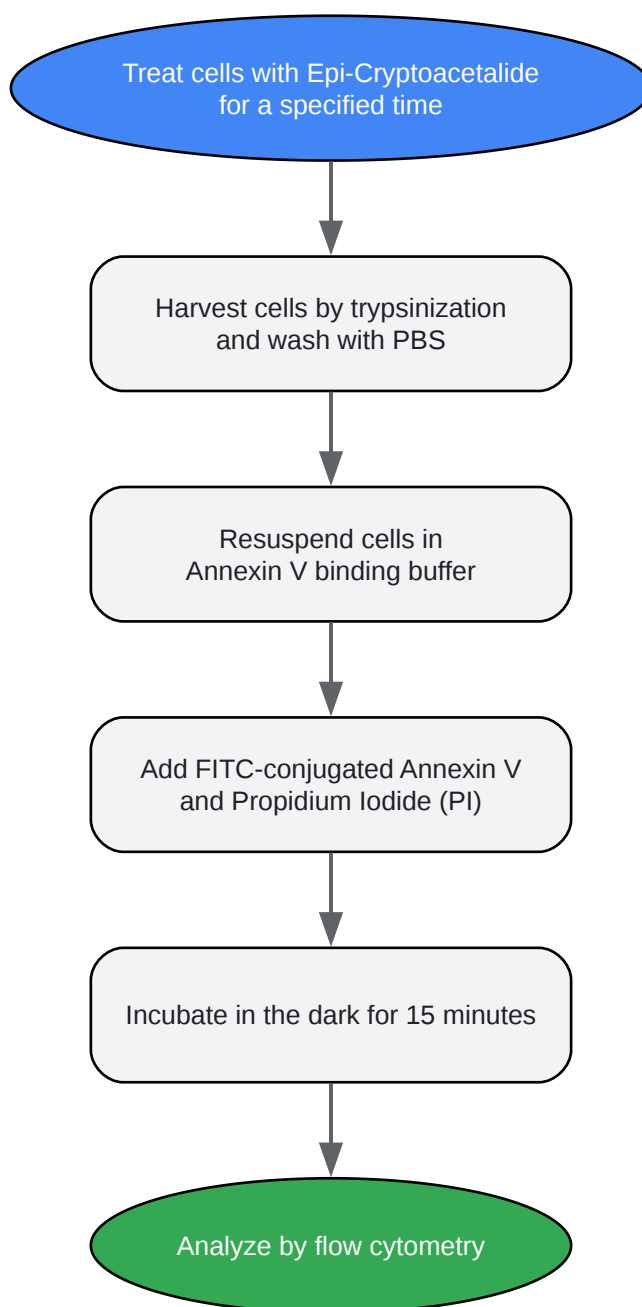 Treat cells with Epi-Cryptoacetalide
for a specified time
Harvest cells by trypsinization
and wash with PBS
Resuspend cells in
Annexin V binding buffer
Add FITC-conjugated Annexin V
and Propidium Iodide (PI)
Incubate in the dark for 15 minutes
Analyze by flow cytometry